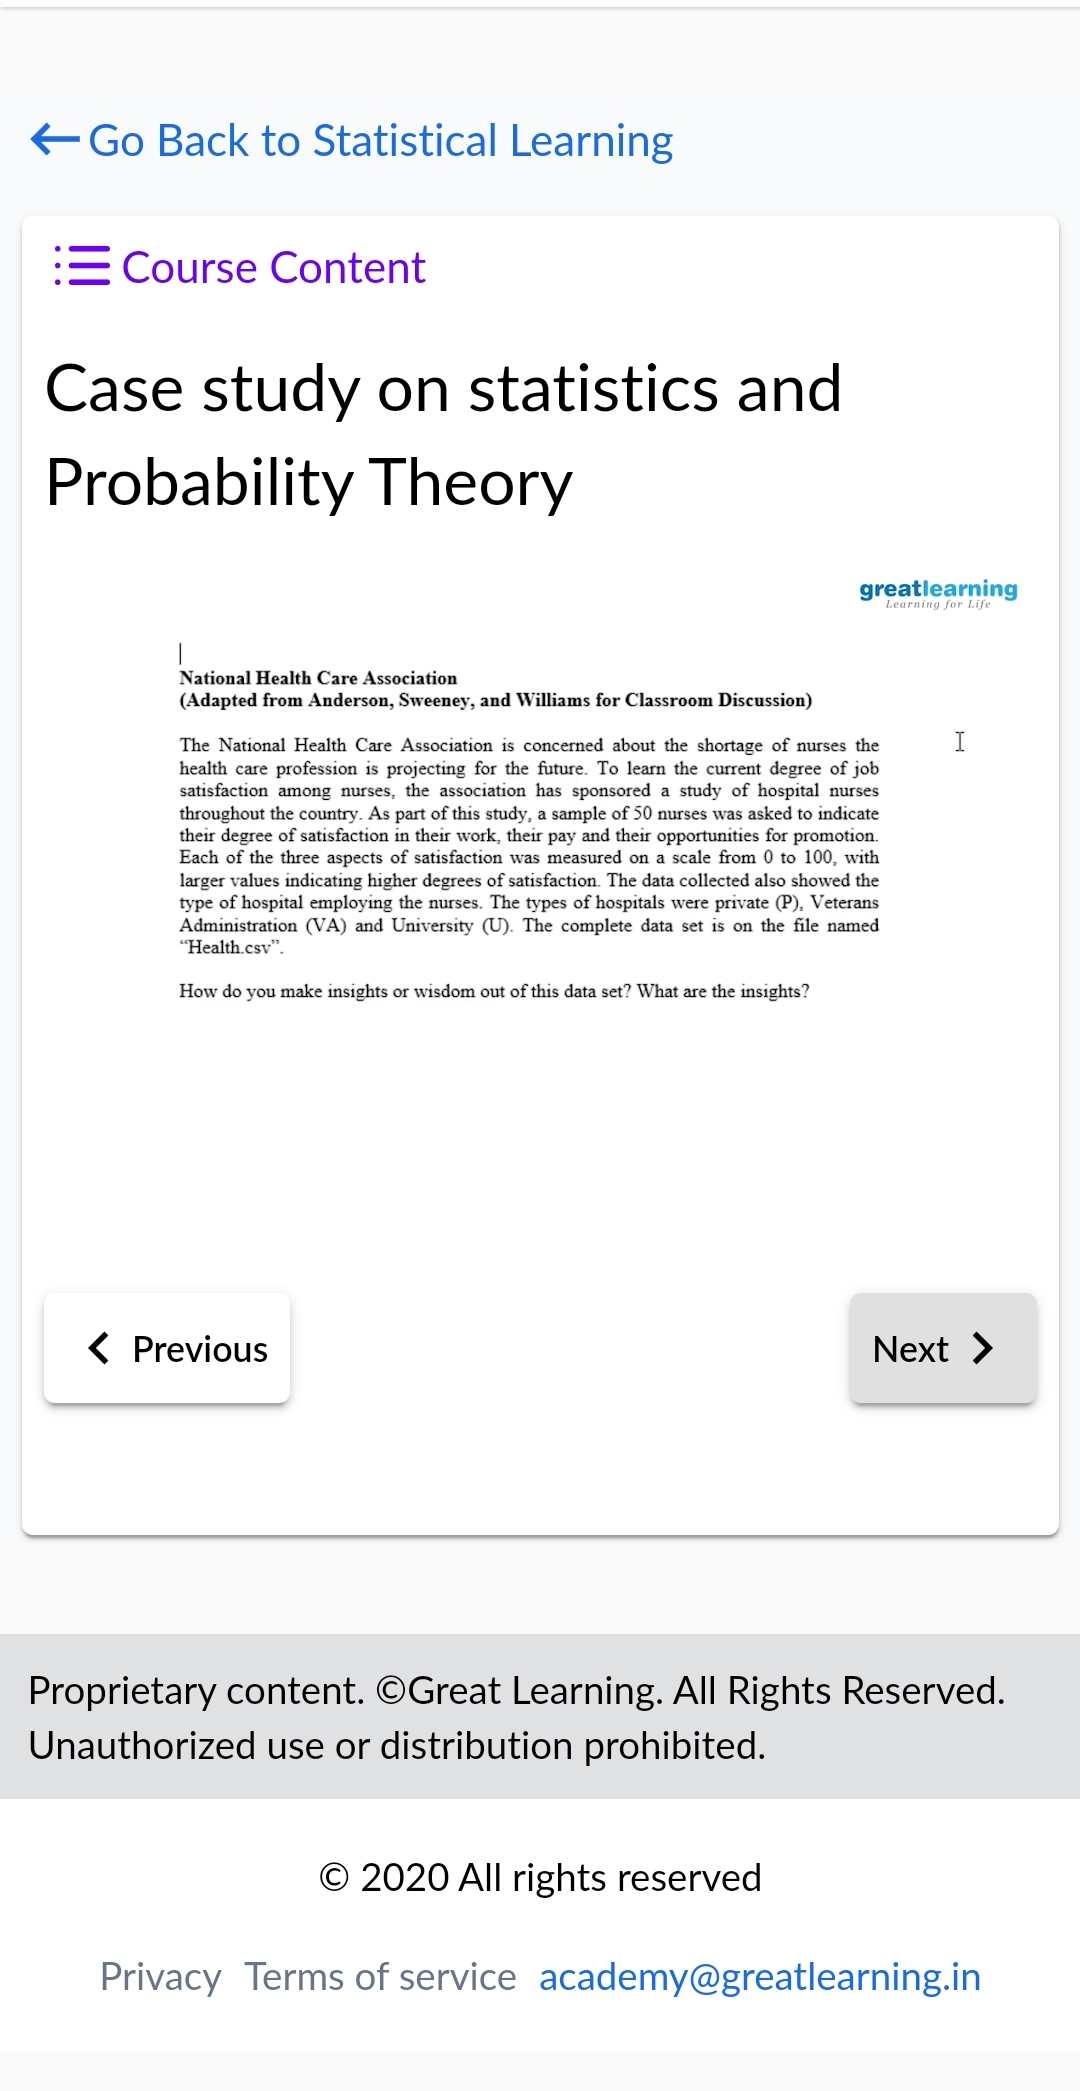 Go Back to Statistical Learning
Course Content
Case study on statistics and
Probability Theory
greatlearning
Learning for Life
National Health Care Association
(Adapted from Anderson, Sweeney, and Williams for Classroom Discussion)
The National Health Care Association is concerned about the shortage of nurses the
health care profession is projecting for the future. To learn the current degree of job
satisfaction among nurses, the association has sponsored a study of hospital nurses
throughout the country. As part of this study, a sample of 50 nurses was asked to indicate
their degree of satisfaction in their work, their pay and their opportunities for promotion.
Each of the three aspects of satisfaction was measured on a scale from 0 to 100, with
larger values indicating higher degrees of satisfaction. The data collected also showed the
type of hospital employing the nurses. The types of hospitals were private (P), Veterans
Administration (VA) and University (U). The complete data set is on the file named
“Health.csv”.
How do you make insights or wisdom out of this data set? What are the insights?
Previous
Next
Proprietary content. ©Great Learning. All Rights Reserved.
Unauthorized use or distribution prohibited.
© 2020 All rights reserved
Privacy Terms of service academy@greatlearning.in